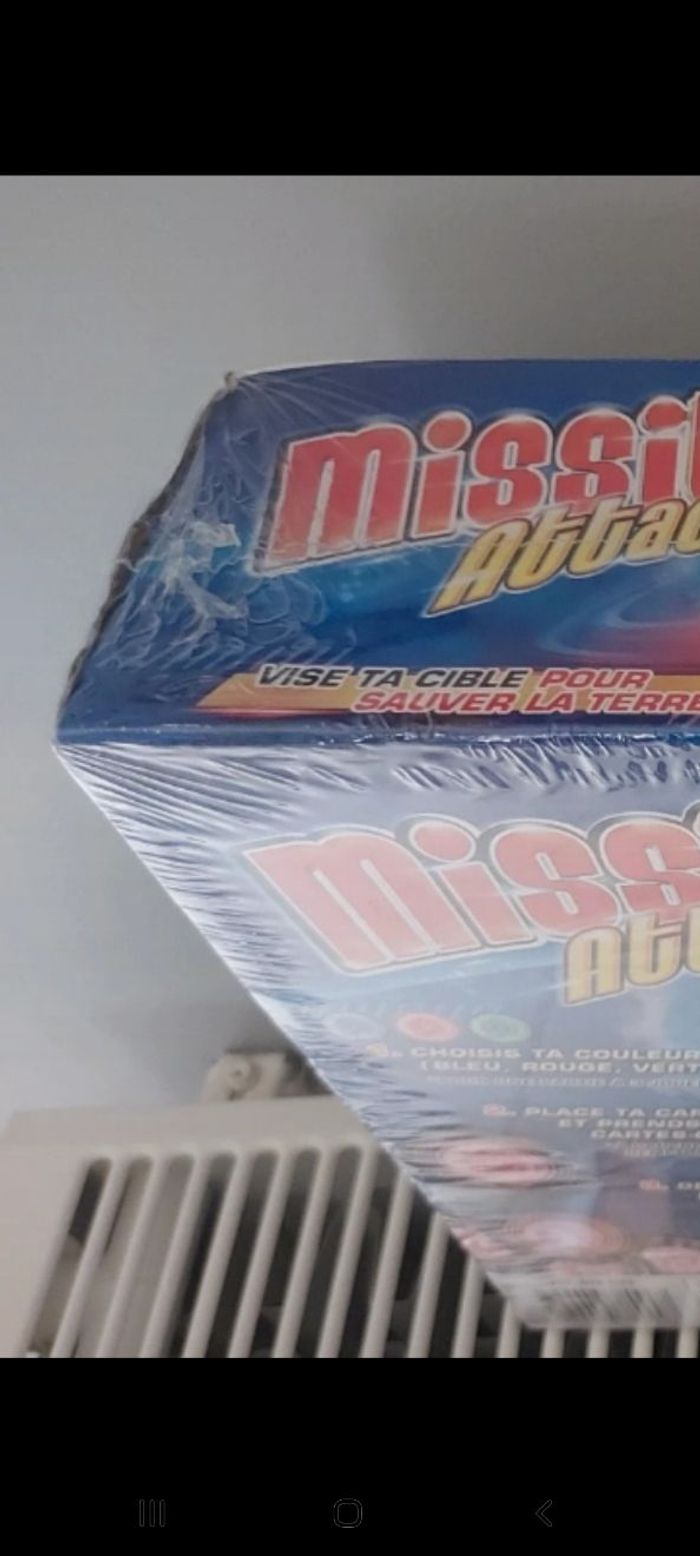 missi
Attac
VISE TA CIBLE POUR
SAUVER LA TERRE
miss
Att
CHOISIS TA COULEUR
(BLEU, ROUGE, VERT
PLACE TA CA
ET PRENDS
CARTES